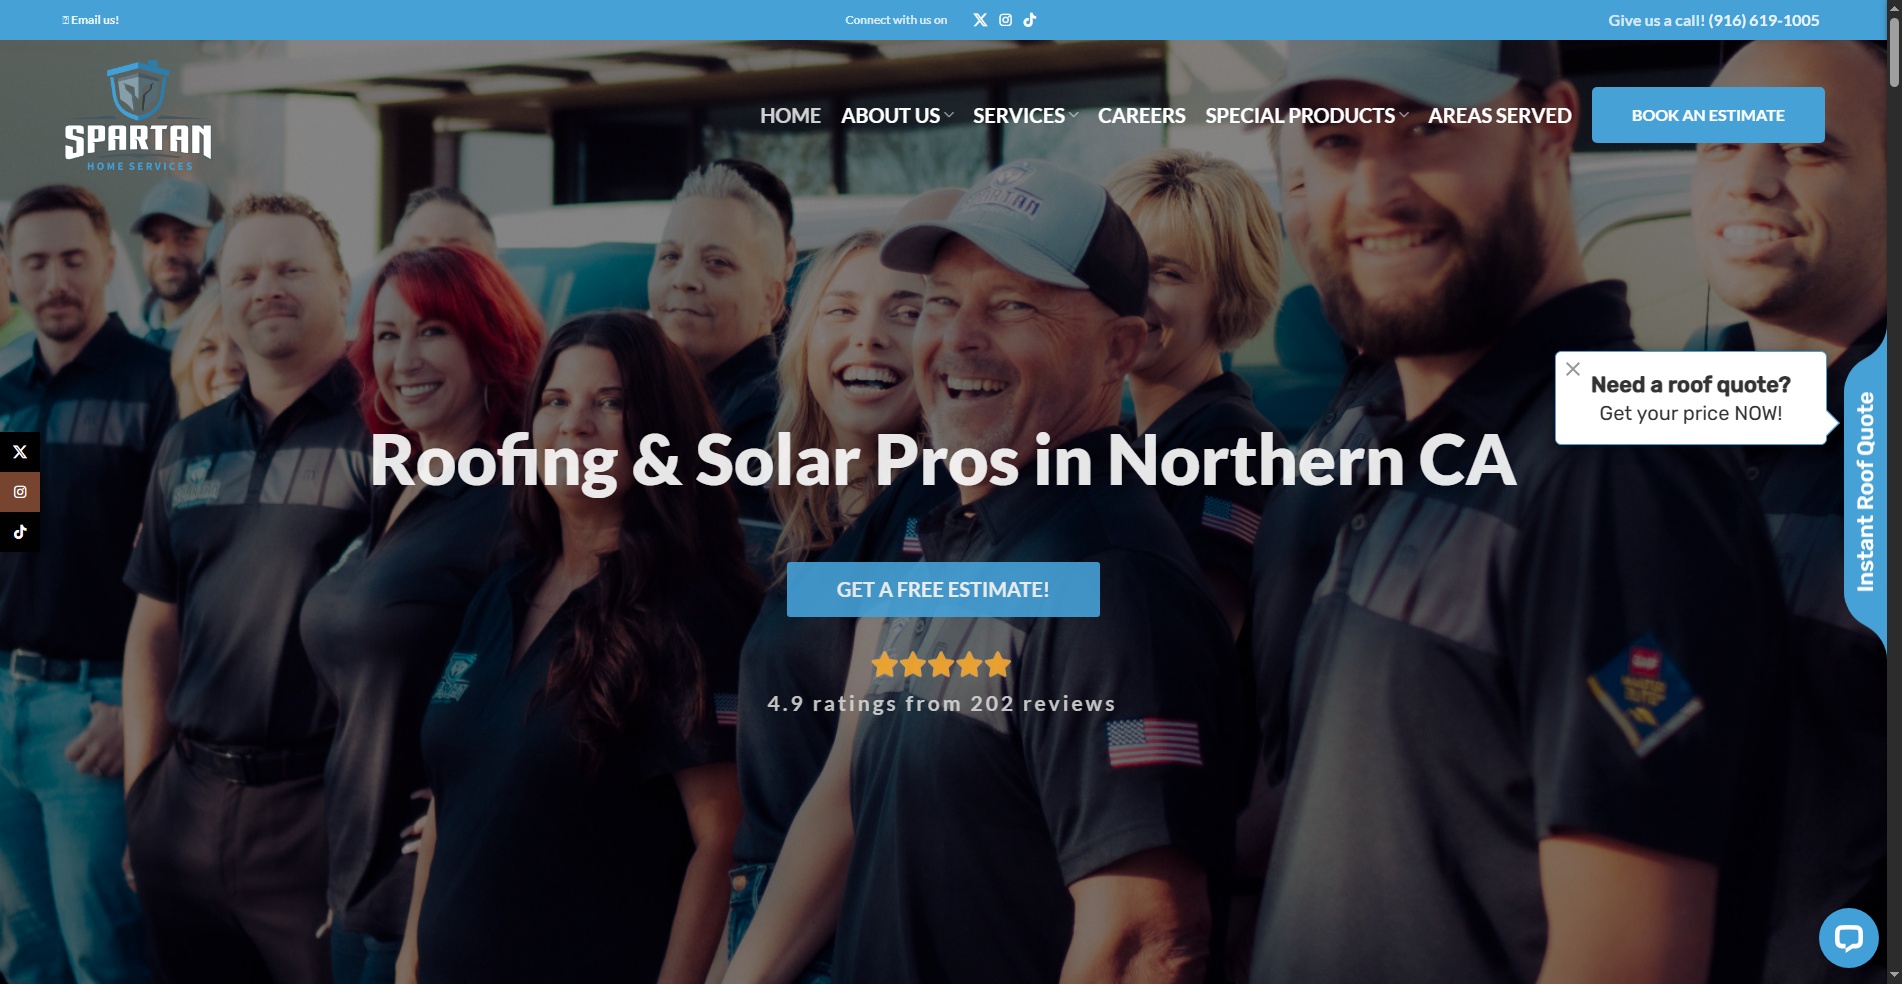 Email us!
Connect with us on
Give us a call! (916) 619-1005
SPARTAN
HOME SERVICES
HOME
ABOUT US
SERVICES
CAREERS
SPECIAL PRODUCTS
AREAS SERVED
BOOK AN ESTIMATE
SPARTAN
Need a roof quote?
Get your price NOW!
Instant Roof Quote
Roofing & Solar Pros in Northern CA
GET A FREE ESTIMATE!
4.9 ratings from 202 reviews